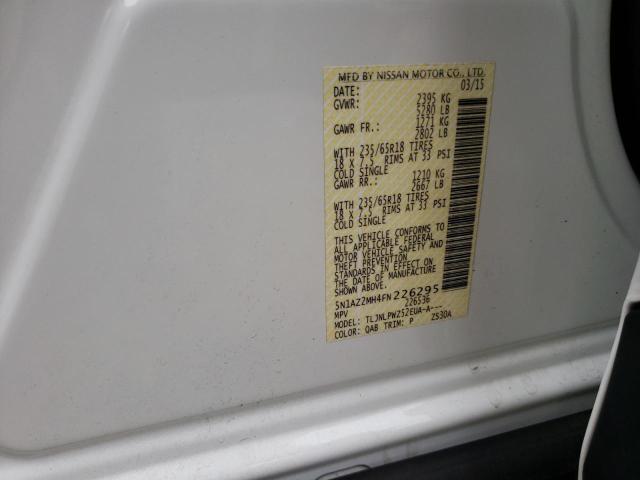 MFD BY NISSAN MOTOR CO., LTD.
DATE: 03/15
GVWR: 2395 KG
5280 LB
GAWR FR.: 1271 KG
2802 LB
WITH 235/65R18 TIRES
18 X 7.5 RIMS AT 33 PSI
COLD SINGLE
GAWR RR.: 1210 KG
2667 LB
WITH 235/65R18 TIRES
18 X 7.5 RIMS AT 33 PSI
COLD SINGLE
THIS VEHICLE CONFORMS TO
ALL APPLICABLE FEDERAL
MOTOR VEHICLE SAFETY AND
THEFT PREVENTION
STANDARDS IN EFFECT ON
THE DATE OF MANUFACTURE
SHOWN ABOVE.
5N1AZ2MH4FN226295
MPV 226536
MODEL: TLJNLPWZ52EUA-A---
COLOR: QAB TRIM: P ZS30A